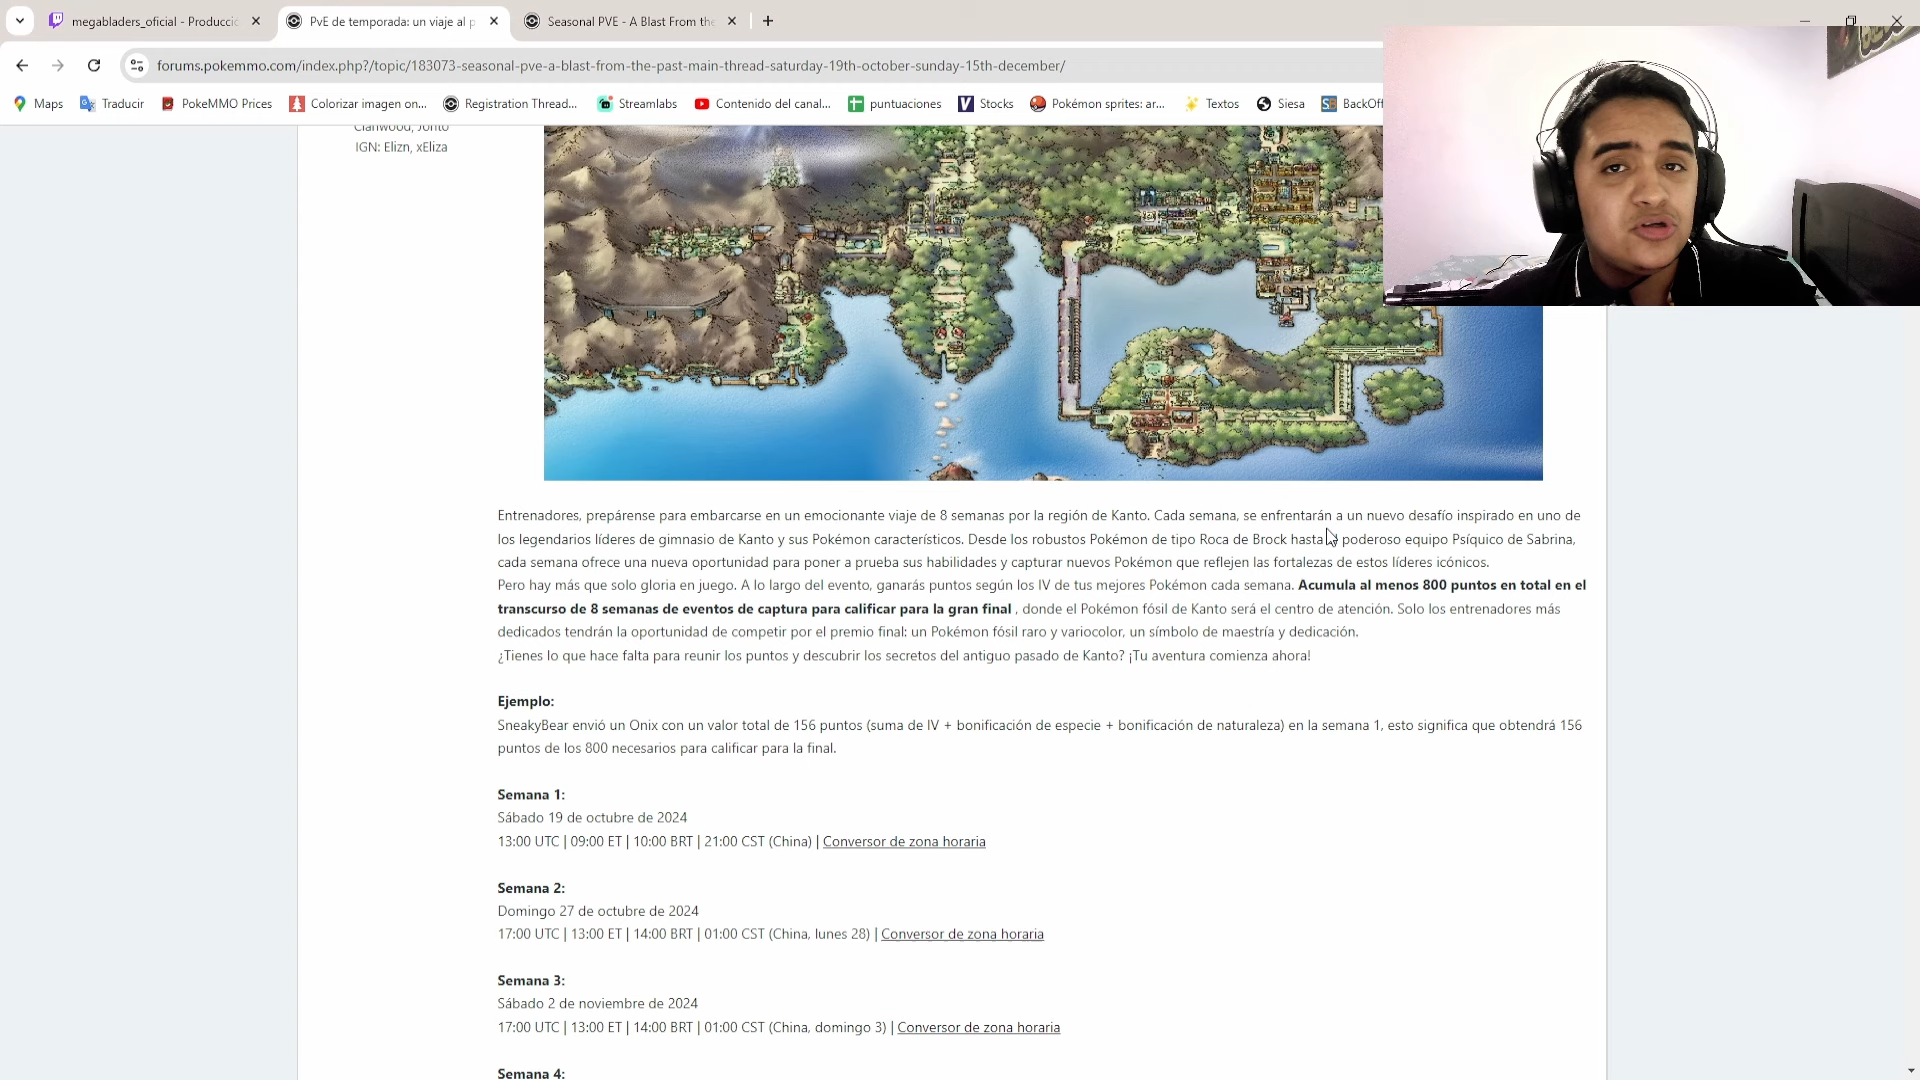 megabladers_oficial - Producció
PvE de temporada: un viaje al p
Seasonal PVE - A Blast From the
forums.pokemmo.com/index.php?/topic/183073-seasonal-pve-a-blast-from-the-past-main-thread-saturday-19th-october-sunday-15th-december/
Maps Traducir PokeMMO Prices Colorizar imagen on... Registration Thread... Streamlabs Contenido del canal... puntuaciones Stocks Pokémon sprites: ar... Textos Siesa BackOff
Cianwood, Johto
IGN: Elizn, xEliza
Entrenadores, prepárense para embarcarse en un emocionante viaje de 8 semanas por la región de Kanto. Cada semana, se enfrentarán a un nuevo desafío inspirado en uno de
los legendarios líderes de gimnasio de Kanto y sus Pokémon característicos. Desde los robustos Pokémon de tipo Roca de Brock hasta poderoso equipo Psíquico de Sabrina,
cada semana ofrece una nueva oportunidad para poner a prueba sus habilidades y capturar nuevos Pokémon que reflejen las fortalezas de estos líderes icónicos.
Pero hay más que solo gloria en juego. A lo largo del evento, ganarás puntos según los IV de tus mejores Pokémon cada semana. Acumula al menos 800 puntos en total en el
transcurso de 8 semanas de eventos de captura para calificar para la gran final , donde el Pokémon fósil de Kanto será el centro de atención. Solo los entrenadores más
dedicados tendrán la oportunidad de competir por el premio final: un Pokémon fósil raro y variocolor, un símbolo de maestría y dedicación.
¿Tienes lo que hace falta para reunir los puntos y descubrir los secretos del antiguo pasado de Kanto? ¡Tu aventura comienza ahora!
Ejemplo:
SneakyBear envió un Onix con un valor total de 156 puntos (suma de IV + bonificación de especie + bonificación de naturaleza) en la semana 1, esto significa que obtendrá 156
puntos de los 800 necesarios para calificar para la final.
Semana 1:
Sábado 19 de octubre de 2024
13:00 UTC | 09:00 ET | 10:00 BRT | 21:00 CST (China) | Conversor de zona horaria
Semana 2:
Domingo 27 de octubre de 2024
17:00 UTC | 13:00 ET | 14:00 BRT | 01:00 CST (China, lunes 28) | Conversor de zona horaria
Semana 3:
Sábado 2 de noviembre de 2024
17:00 UTC | 13:00 ET | 14:00 BRT | 01:00 CST (China, domingo 3) | Conversor de zona horaria
Semana 4: